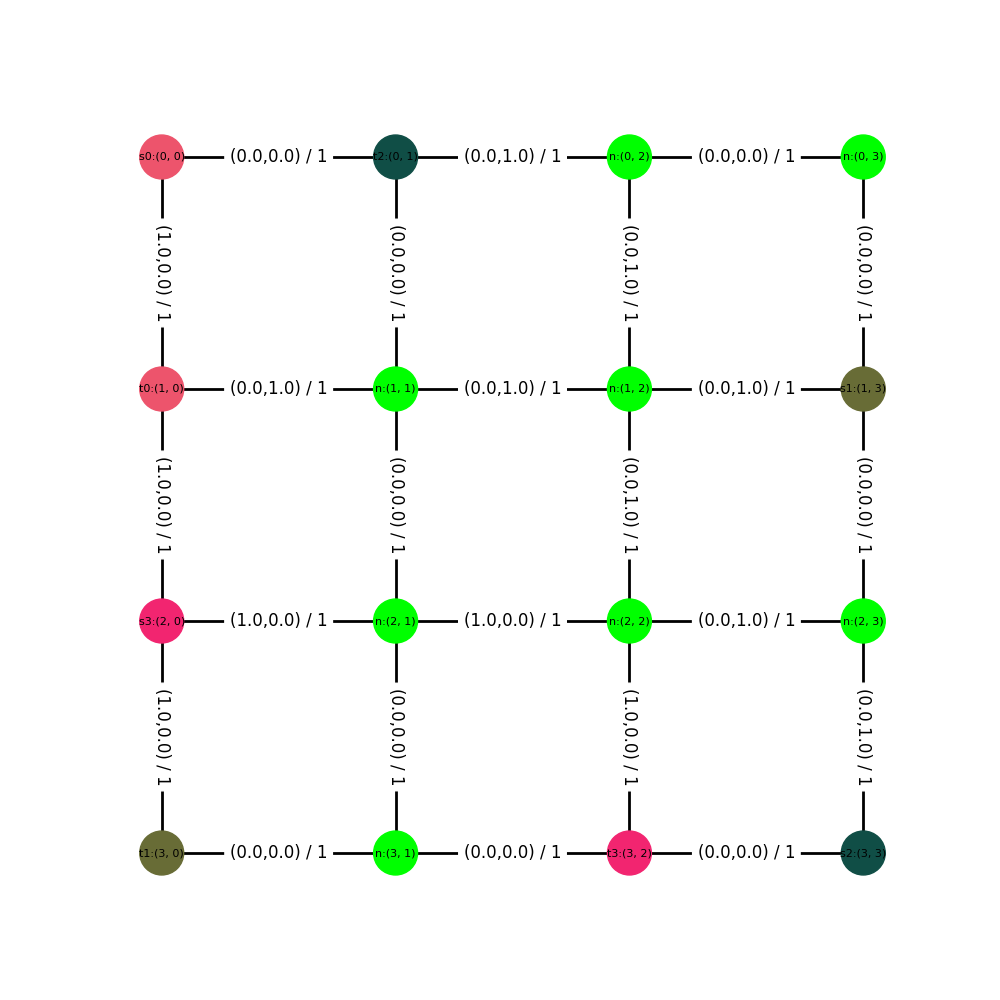 s0:(0, 0) (0.0,0.0) / 1 t2:(0, 1) (0.0,1.0) / 1 n:(0, 2) (0.0,0.0) / 1 n:(0, 3)
(1.0,0.0) / 1 (0.0,0.0) / 1 (0.0,1.0) / 1 (0.0,0.0) / 1
t0:(1, 0) (0.0,1.0) / 1 n:(1, 1) (0.0,1.0) / 1 n:(1, 2) (0.0,1.0) / 1 s1:(1, 3)
(1.0,0.0) / 1 (0.0,0.0) / 1 (0.0,1.0) / 1 (0.0,0.0) / 1
s3:(2, 0) (1.0,0.0) / 1 n:(2, 1) (1.0,0.0) / 1 n:(2, 2) (0.0,1.0) / 1 n:(2, 3)
(1.0,0.0) / 1 (0.0,0.0) / 1 (1.0,0.0) / 1 (0.0,1.0) / 1
t1:(3, 0) (0.0,0.0) / 1 n:(3, 1) (0.0,0.0) / 1 t3:(3, 2) (0.0,0.0) / 1 s2:(3, 3)